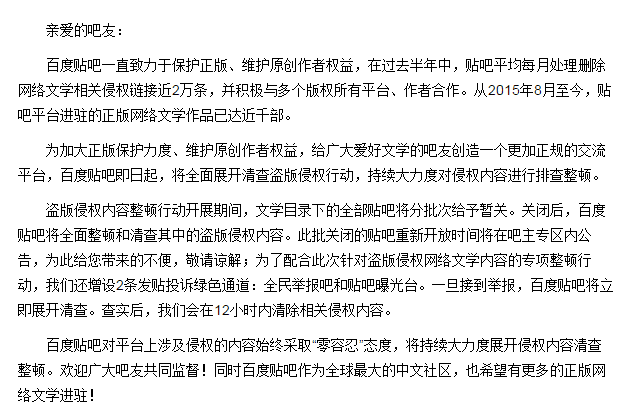 亲爱的吧友：
百度贴吧一直致力于保护正版、维护原创作者权益，在过去半年中，贴吧平均每月处理删除
网络文学相关侵权链接近2万条，并积极与多个版权所有平台、作者合作。从2015年8月至今，贴
吧平台进驻的正版网络文学作品已达近千部。
为加大正版保护力度、维护原创作者权益，给广大爱好文学的吧友创造一个更加正规的交流
平台，百度贴吧即日起，将全面展开清查盗版侵权行动，持续大力度对侵权内容进行排查整顿。
盗版侵权内容整顿行动开展期间，文学目录下的全部贴吧将分批次给予暂关。关闭后，百度
贴吧将全面整顿和清查其中的盗版侵权内容。此批关闭的贴吧重新开放时间将在吧主专区内公
告，为此给您带来的不便，敬请谅解；为了配合此次针对盗版侵权网络文学内容的专项整顿行
动，我们还增设2条发贴投诉绿色通道：全民举报吧和贴吧曝光台。一旦接到举报，百度贴吧将立
即展开清查。查实后，我们会在12小时内清除相关侵权内容。
百度贴吧对平台上涉及侵权的内容始终采取“零容忍”态度，将持续大力度展开侵权内容清查
整顿。欢迎广大吧友共同监督！同时百度贴吧作为全球最大的中文社区，也希望有更多的正版网
络文学进驻！